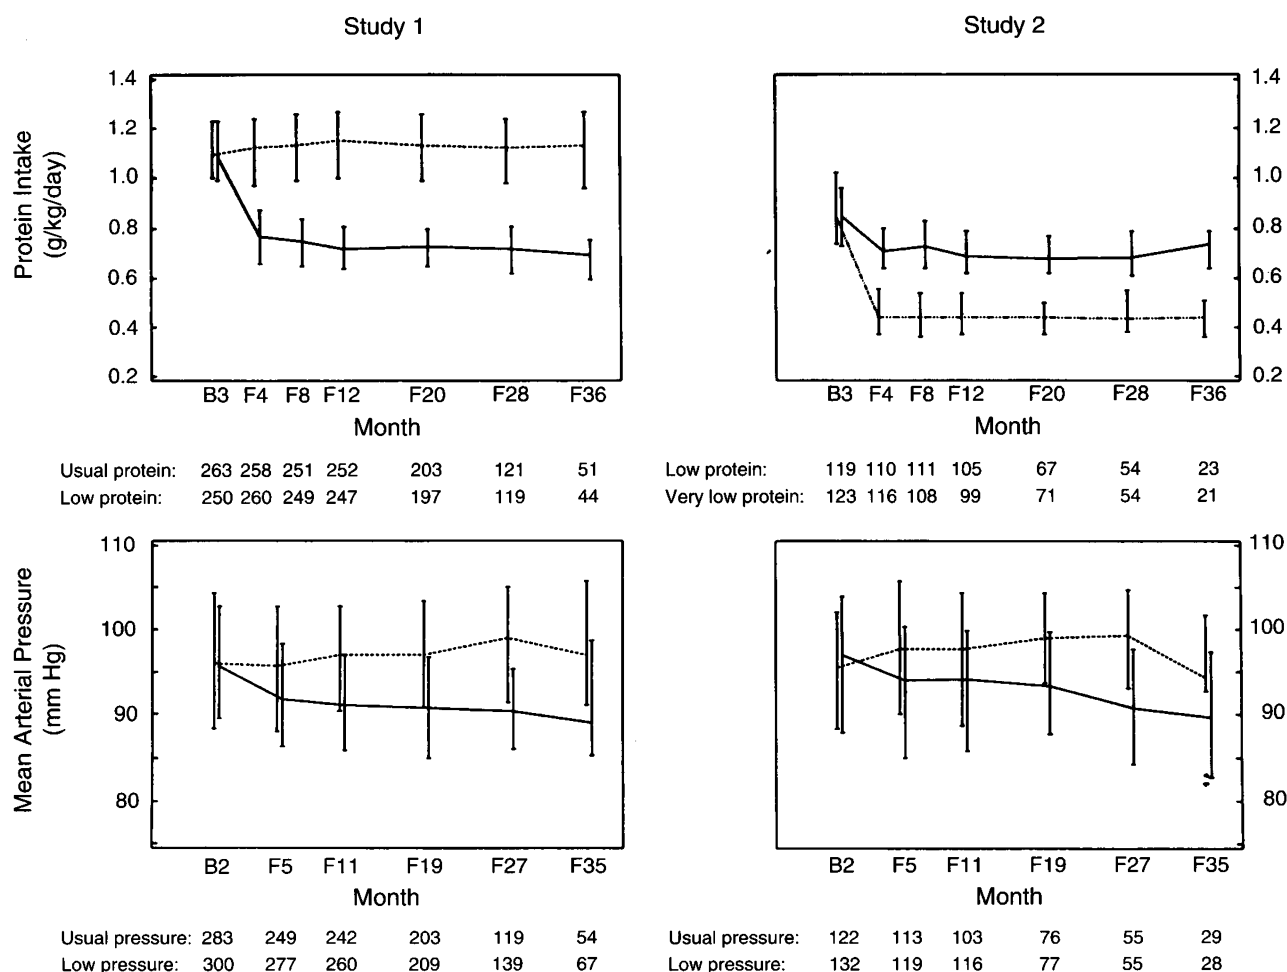 Study 1
Study 2
Protein Intake
(g/kg/day)
1.4
1.2
1.0
0.8
0.6
0.4
0.2
B3 F4 F8 F12 F20 F28 F36
Month
1.4
1.2
1.0
0.8
0.6
0.4
0.2
B3 F4 F8 F12 F20 F28 F36
Month
Usual protein: 263 258 251 252 203 121 51
Low protein: 250 260 249 247 197 119 44
Low protein: 119 110 111 105 67 54 23
Very low protein: 123 116 108 99 71 54 21
Mean Arterial Pressure
(mm Hg)
110
100
90
80
B2 F5 F11 F19 F27 F35
Month
110
100
90
80
B2 F5 F11 F19 F27 F35
Month
Usual pressure: 283 249 242 203 119 54
Low pressure: 300 277 260 209 139 67
Usual pressure: 122 113 103 76 55 29
Low pressure: 132 119 116 77 55 28